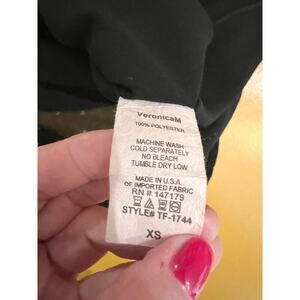 VeronicaM
100% POLYESTER
MACHINE WASH
COLD SEPARATELY
NO BLEACH
TUMBLE DRY LOW
MADE IN U.S.A.
OF IMPORTED FABRIC
RN # 147179
STYLE# TF-1744
XS